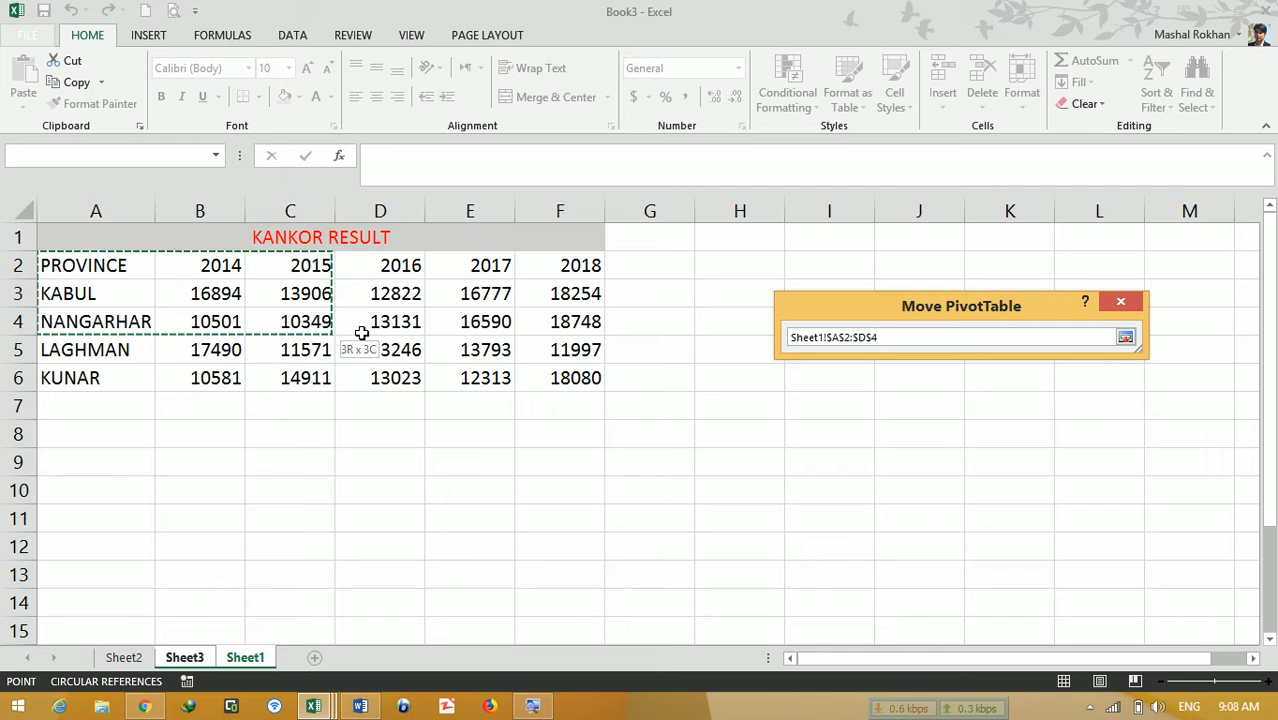 Book3 - Excel
FILE HOME INSERT FORMULAS DATA REVIEW VIEW PAGE LAYOUT Mashal Rokhan
Paste Cut Copy Format Painter
Calibri (Body) 10
B I U A
Wrap Text
Merge & Center
General
$ % ,
Conditional Formatting Format as Table Cell Styles
Insert Delete Format
AutoSum Fill Clear
Sort & Filter Find & Select
Clipboard Font Alignment Number Styles Cells Editing
fx
A B C D E F G H I J K L M
1 KANKOR RESULT
2 PROVINCE 2014 2015 2016 2017 2018
3 KABUL 16894 13906 12822 16777 18254
4 NANGARHAR 10501 10349 13131 16590 18748
5 LAGHMAN 17490 11571 3246 13793 11997
6 KUNAR 10581 14911 13023 12313 18080
3R x 3C
7
8
9
10
11
12
13
14
15
Move PivotTable ?
Sheet1!$A$2:$D$4
Sheet2 Sheet3 Sheet1
POINT CIRCULAR REFERENCES
0.6 kbps 0.3 kbps ENG 9:08 AM